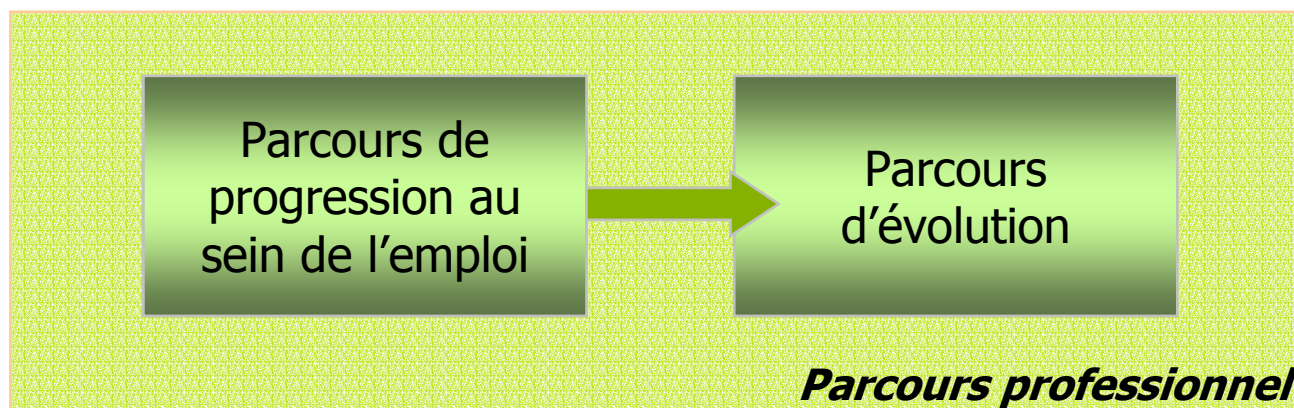 Parcours de
progression au
sein de l’emploi
Parcours
d’évolution
Parcours professionnel